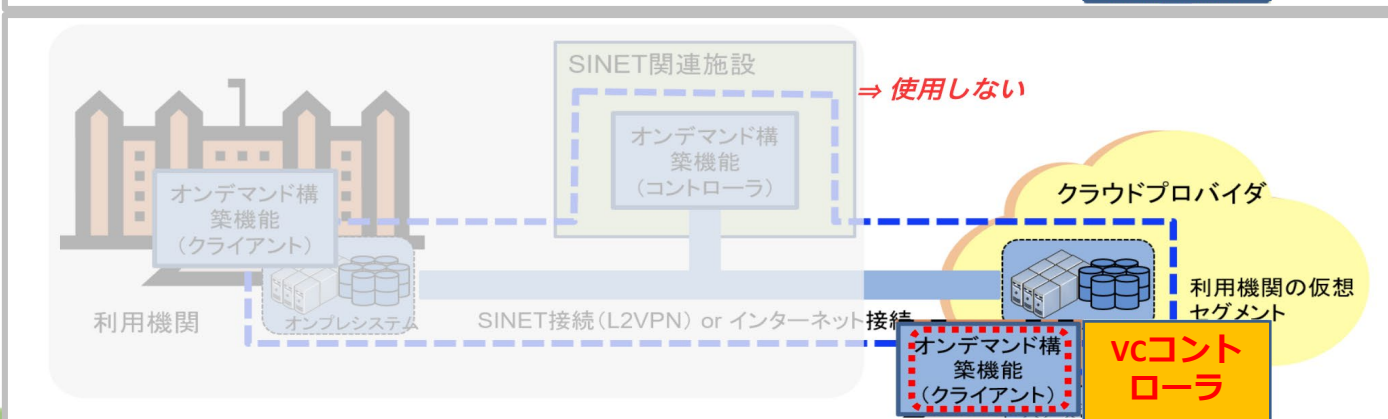 SINET関連施設
⇒ 使用しない
オンデマンド構
築機能
(コントローラ)
クラウドプロバイダ
オンデマンド構
築機能
(クライアント)
利用機関の仮想
セグメント
利用機関
オンプレシステム
SINET接続(L2VPN) or インターネット接続
オンデマンド構
築機能
(クライアント)
VCコント
ローラ